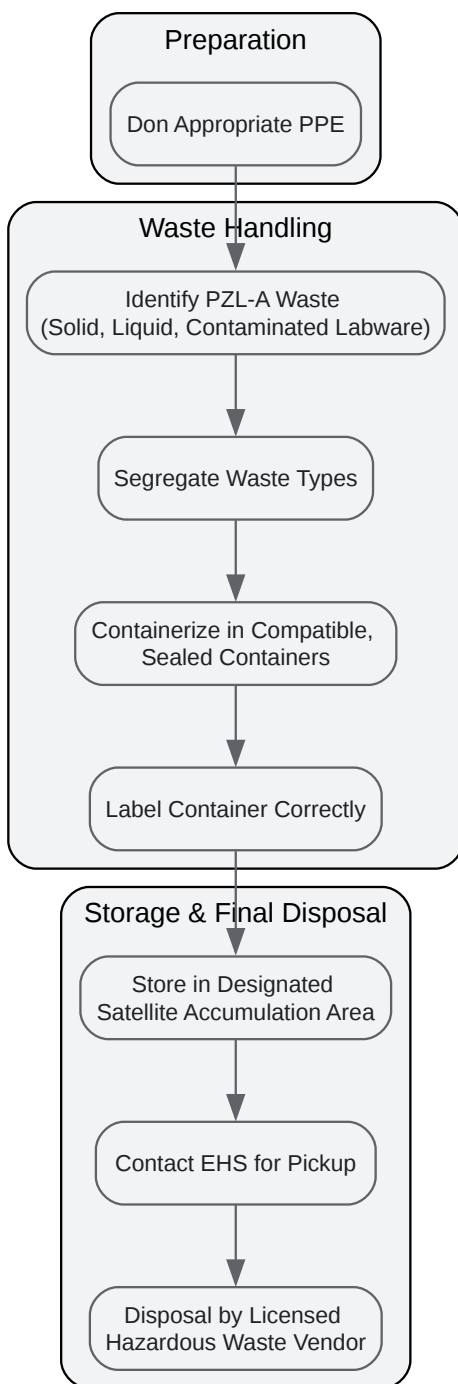 Preparation
Don Appropriate PPE
Waste Handling
Identify PZL-A Waste
(Solid, Liquid, Contaminated Labware)
Segregate Waste Types
Containerize in Compatible,
Sealed Containers
Label Container Correctly
Storage & Final Disposal
Store in Designated
Satellite Accumulation Area
Contact EHS for Pickup
Disposal by Licensed
Hazardous Waste Vendor